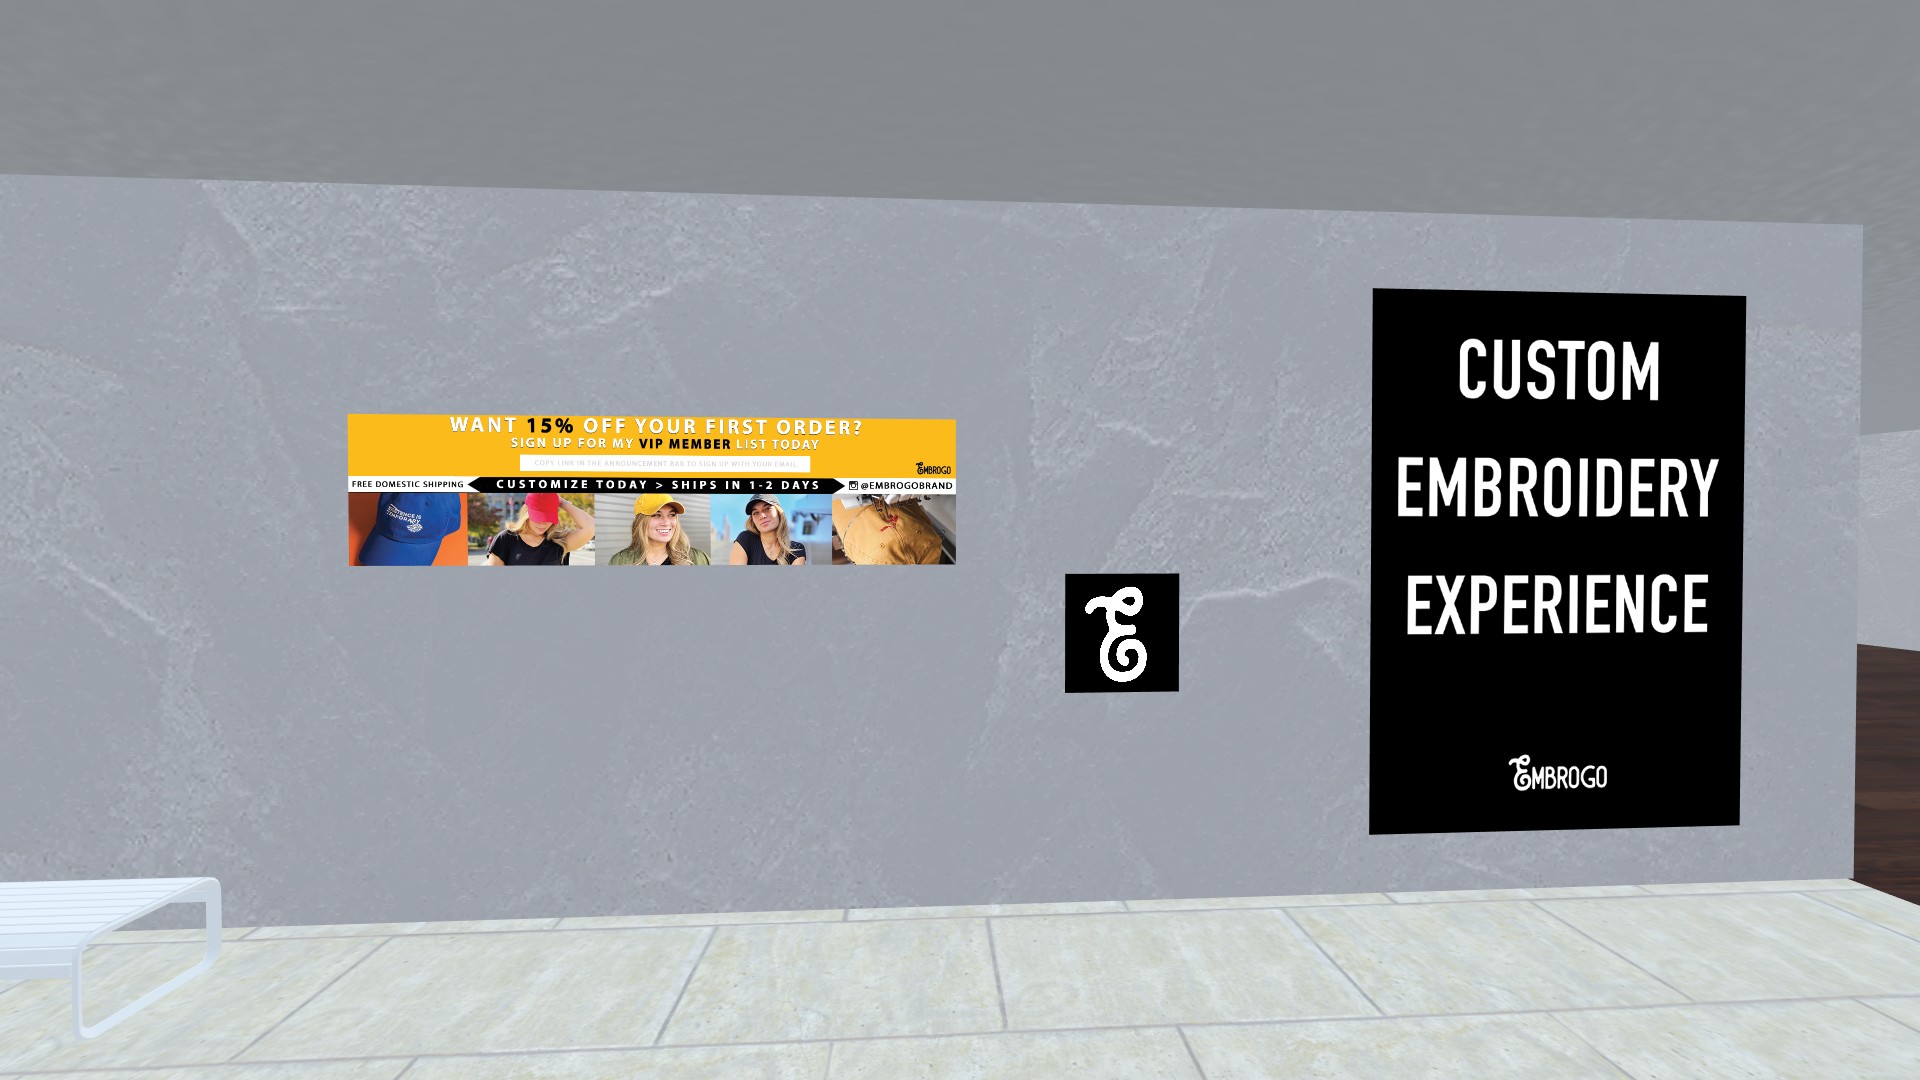 WANT 15% OFF YOUR FIRST ORDER?
SIGN UP FOR MY VIP MEMBER LIST TODAY
COPY LINK IN THE ANNOUNCEMENT BAR TO SIGN UP WITH YOUR EMAIL
EMBROGO
FREE DOMESTIC SHIPPING
CUSTOMIZE TODAY > SHIPS IN 1-2 DAYS
@EMBROGOBRAND
E
CUSTOM
EMBROIDERY
EXPERIENCE
EMBROGO